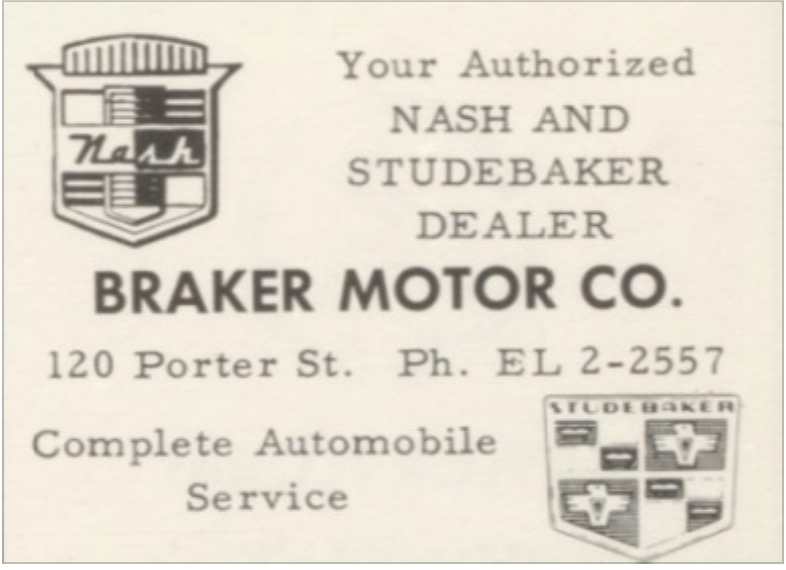 Your Authorized
Nash
NASH AND
STUDEBAKER
DEALER
BRAKER MOTOR CO.
120 Porter St. Ph. EL 2-2557
STUDEBAKER
Complete Automobile
Service